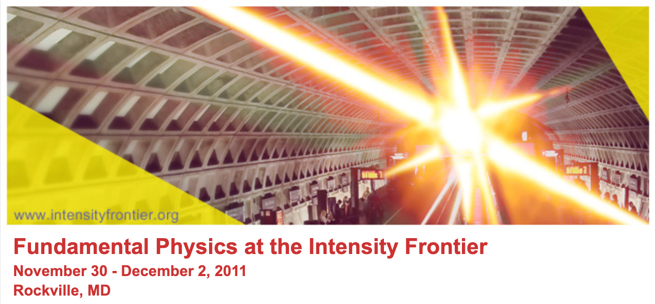 www.intensityfrontier.org
Fundamental Physics at the Intensity Frontier
November 30 - December 2, 2011
Rockville, MD